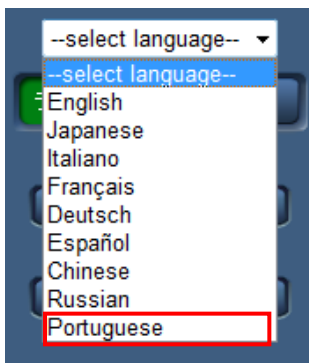 --select language--
--select language--
English
Japanese
Italiano
Français
Deutsch
Español
Chinese
Russian
Portuguese